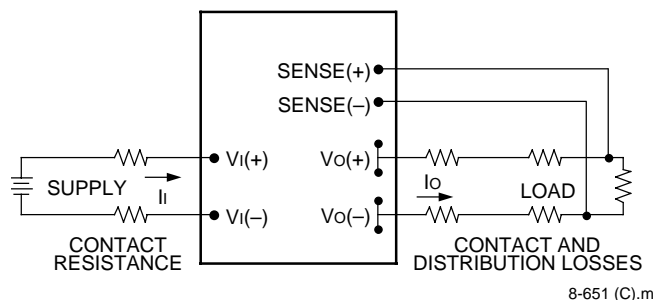 SENSE(+)
SENSE(–)
VI(+)
VO(+)
SUPPLY
II
IO
LOAD
VI(–)
VO(–)
CONTACT
RESISTANCE
CONTACT AND
DISTRIBUTION LOSSES
8-651 (C).m